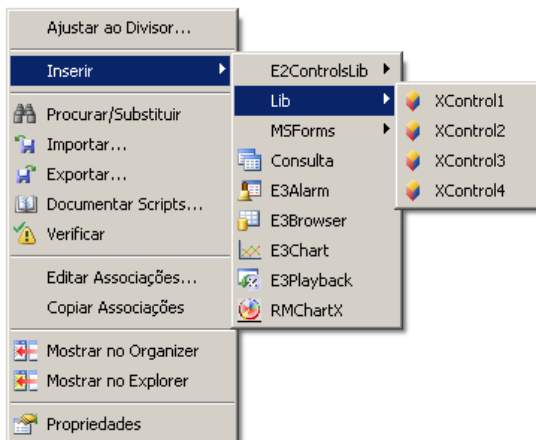 Ajustar ao Divisor...
Inserir
Procurar/Substituir
Importar...
Exportar...
Documentar Scripts...
Verificar
Editar Associações...
Copiar Associações
Mostrar no Organizer
Mostrar no Explorer
Propriedades
E2ControlsLib
Lib
MSForms
Consulta
E3Alarm
E3Browser
E3Chart
E3Playback
RMChartX
XControl1
XControl2
XControl3
XControl4